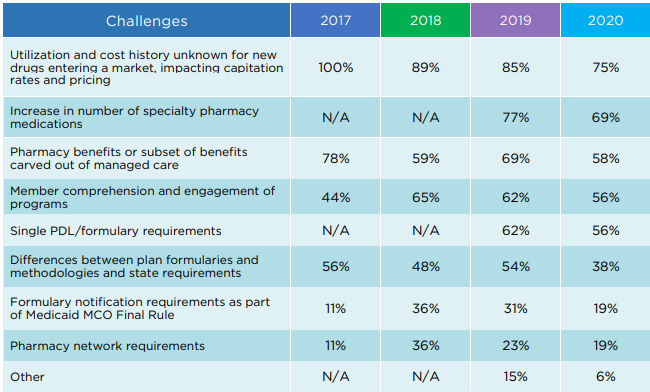 Challenges 2017 2018 2019 2020
Utilization and cost history unknown for new
drugs entering a market, impacting capitation
rates and pricing
100% 89% 85% 75%
Increase in number of specialty pharmacy
medications
N/A N/A 77% 69%
Pharmacy benefits or subset of benefits
carved out of managed care
78% 59% 69% 58%
Member comprehension and engagement of
programs
44% 65% 62% 56%
Single PDL/formulary requirements N/A N/A 62% 56%
Differences between plan formularies and
methodologies and state requirements
56% 48% 54% 38%
Formulary notification requirements as part
of Medicaid MCO Final Rule
11% 36% 31% 19%
Pharmacy network requirements 11% 36% 23% 19%
Other N/A N/A 15% 6%